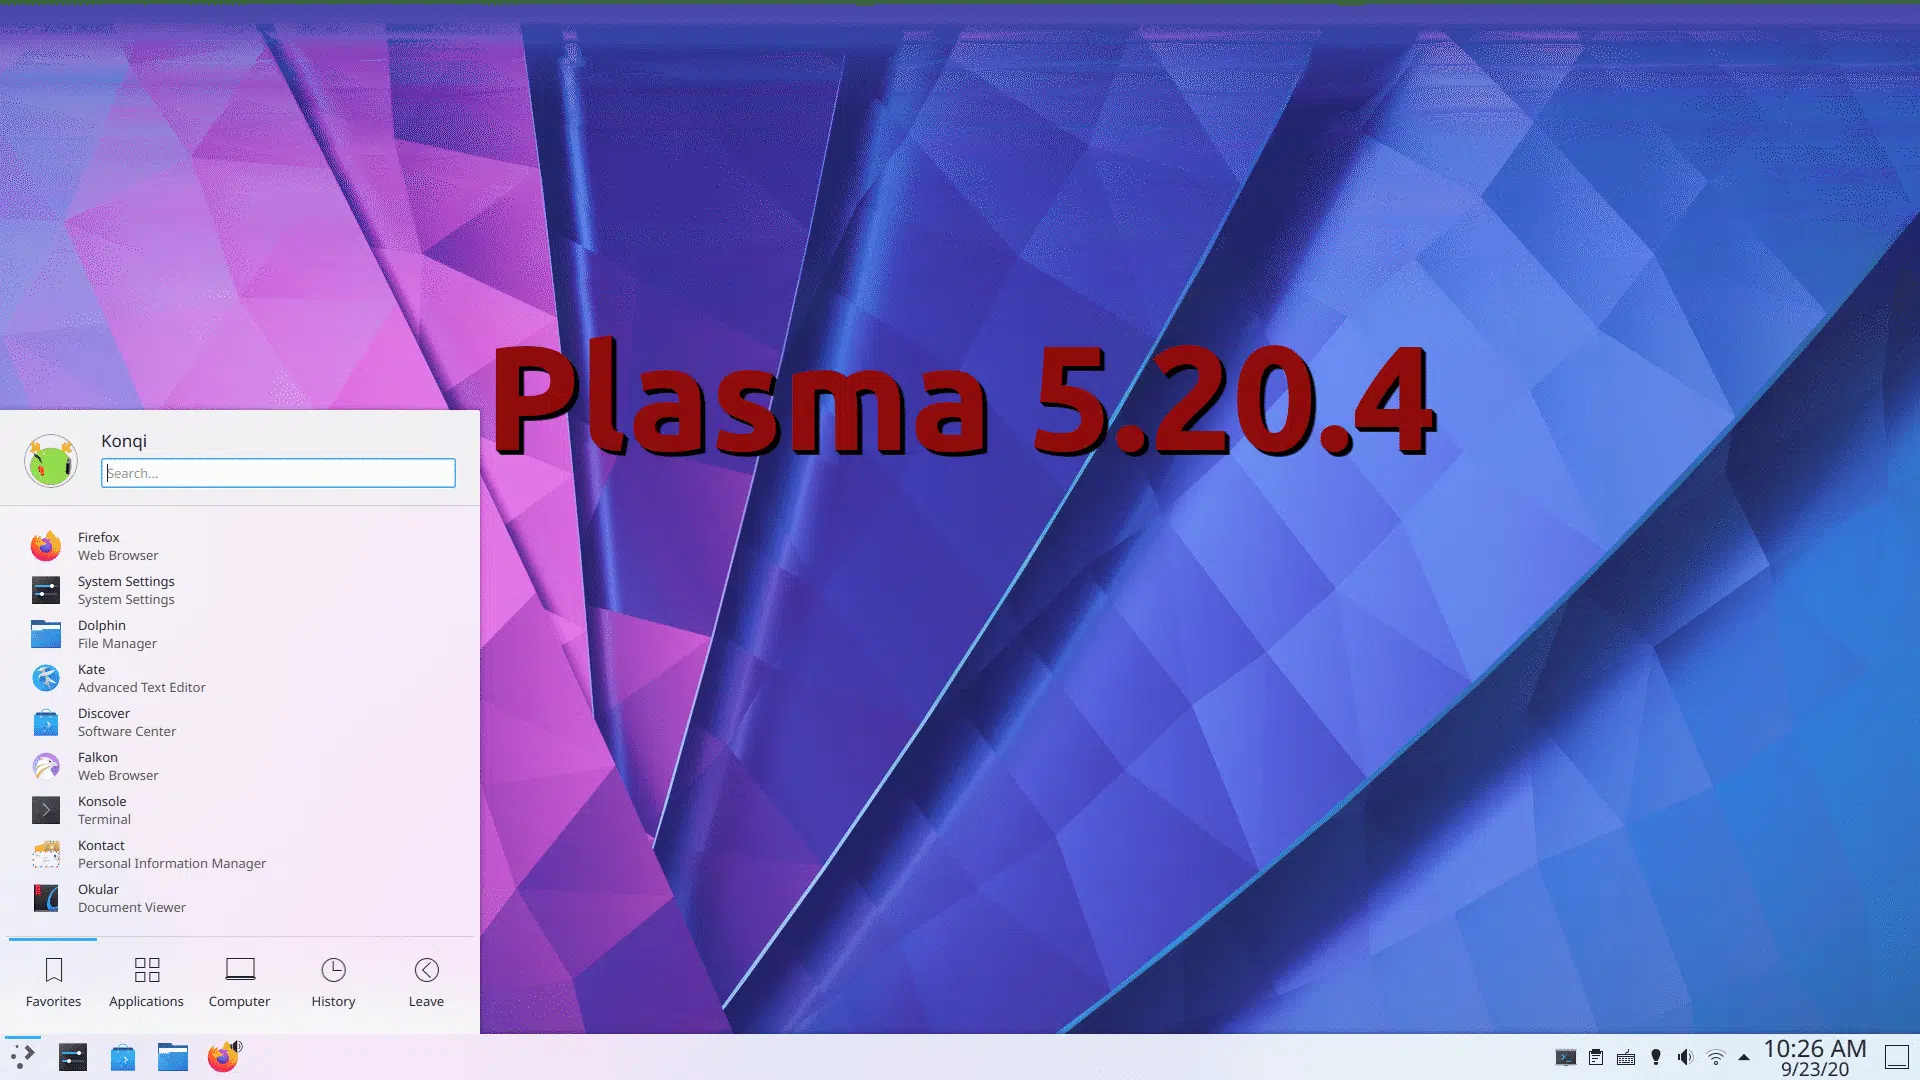 Plasma 5.20.4
Konqi
Search...
Firefox
Web Browser
System Settings
System Settings
Dolphin
File Manager
Kate
Advanced Text Editor
Discover
Software Center
Falkon
Web Browser
Konsole
Terminal
Kontact
Personal Information Manager
Okular
Document Viewer
Favorites
Applications
Computer
History
Leave
10:26 AM
9/23/20